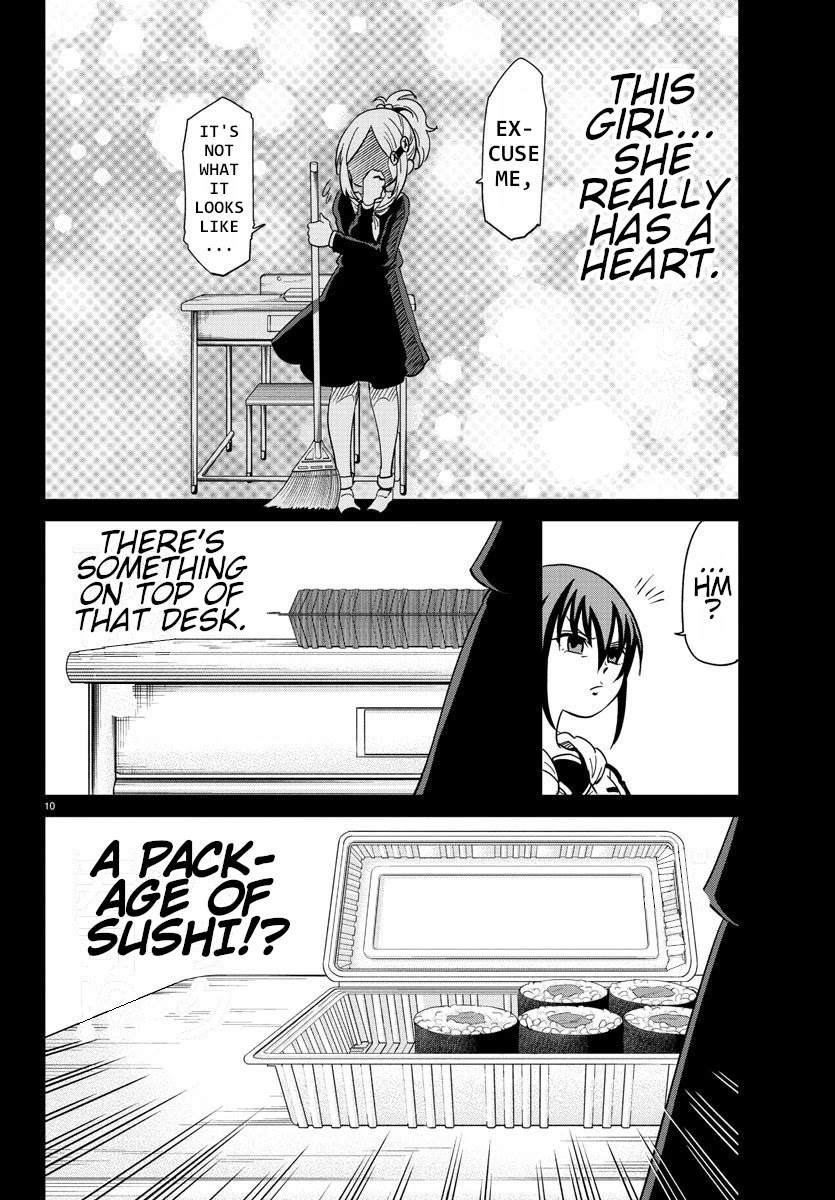 THIS
GIRL...
SHE
REALLY
HAS A
HEART.
EX-
CUSE
ME,
IT'S
NOT
WHAT
IT
LOOKS
LIKE
...
...
HM
?
THERE'S
SOMETHING
ON TOP OF
THAT DESK.
10
A PACK-
AGE OF
SUSHI!?